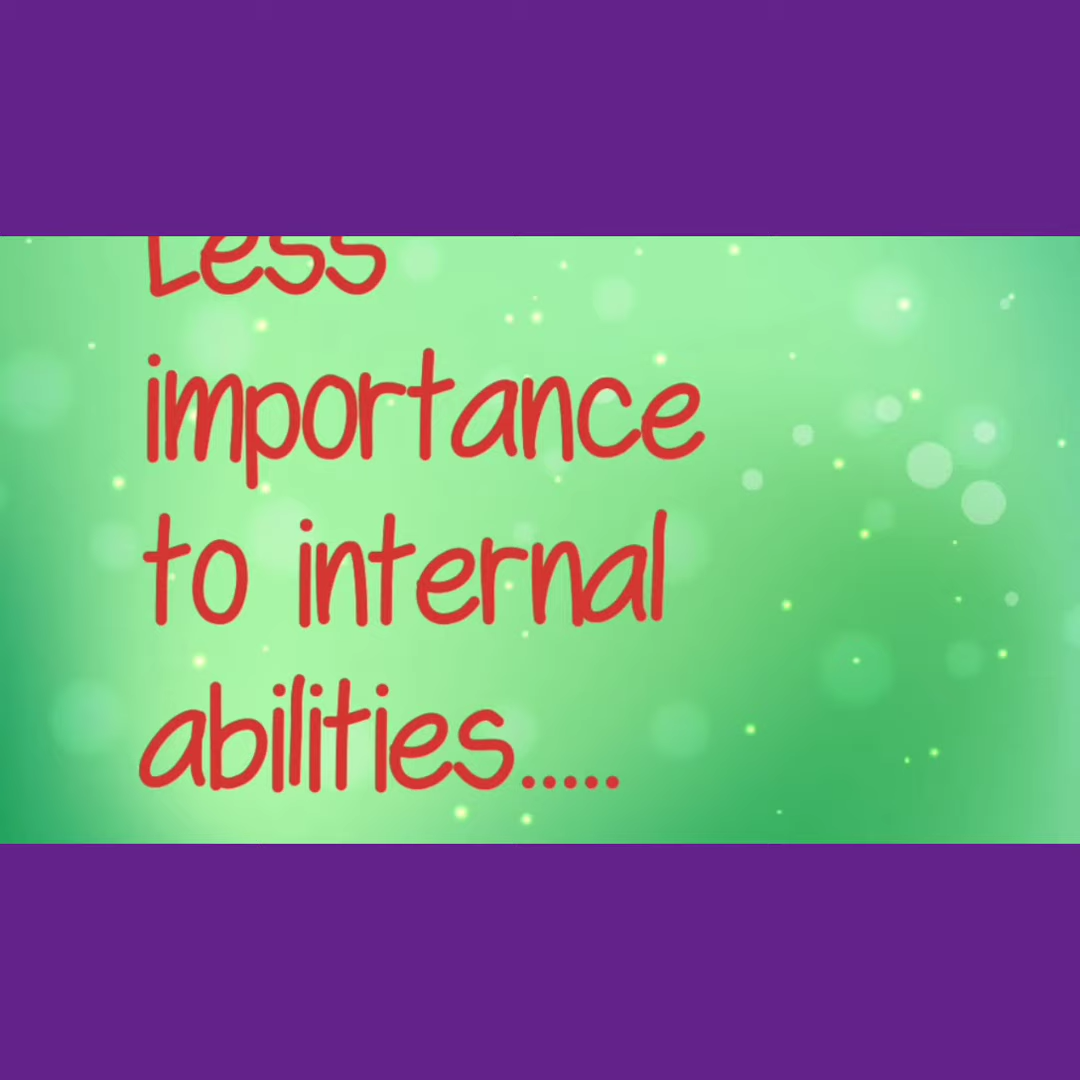 Less
importance
to internal
abilities.....